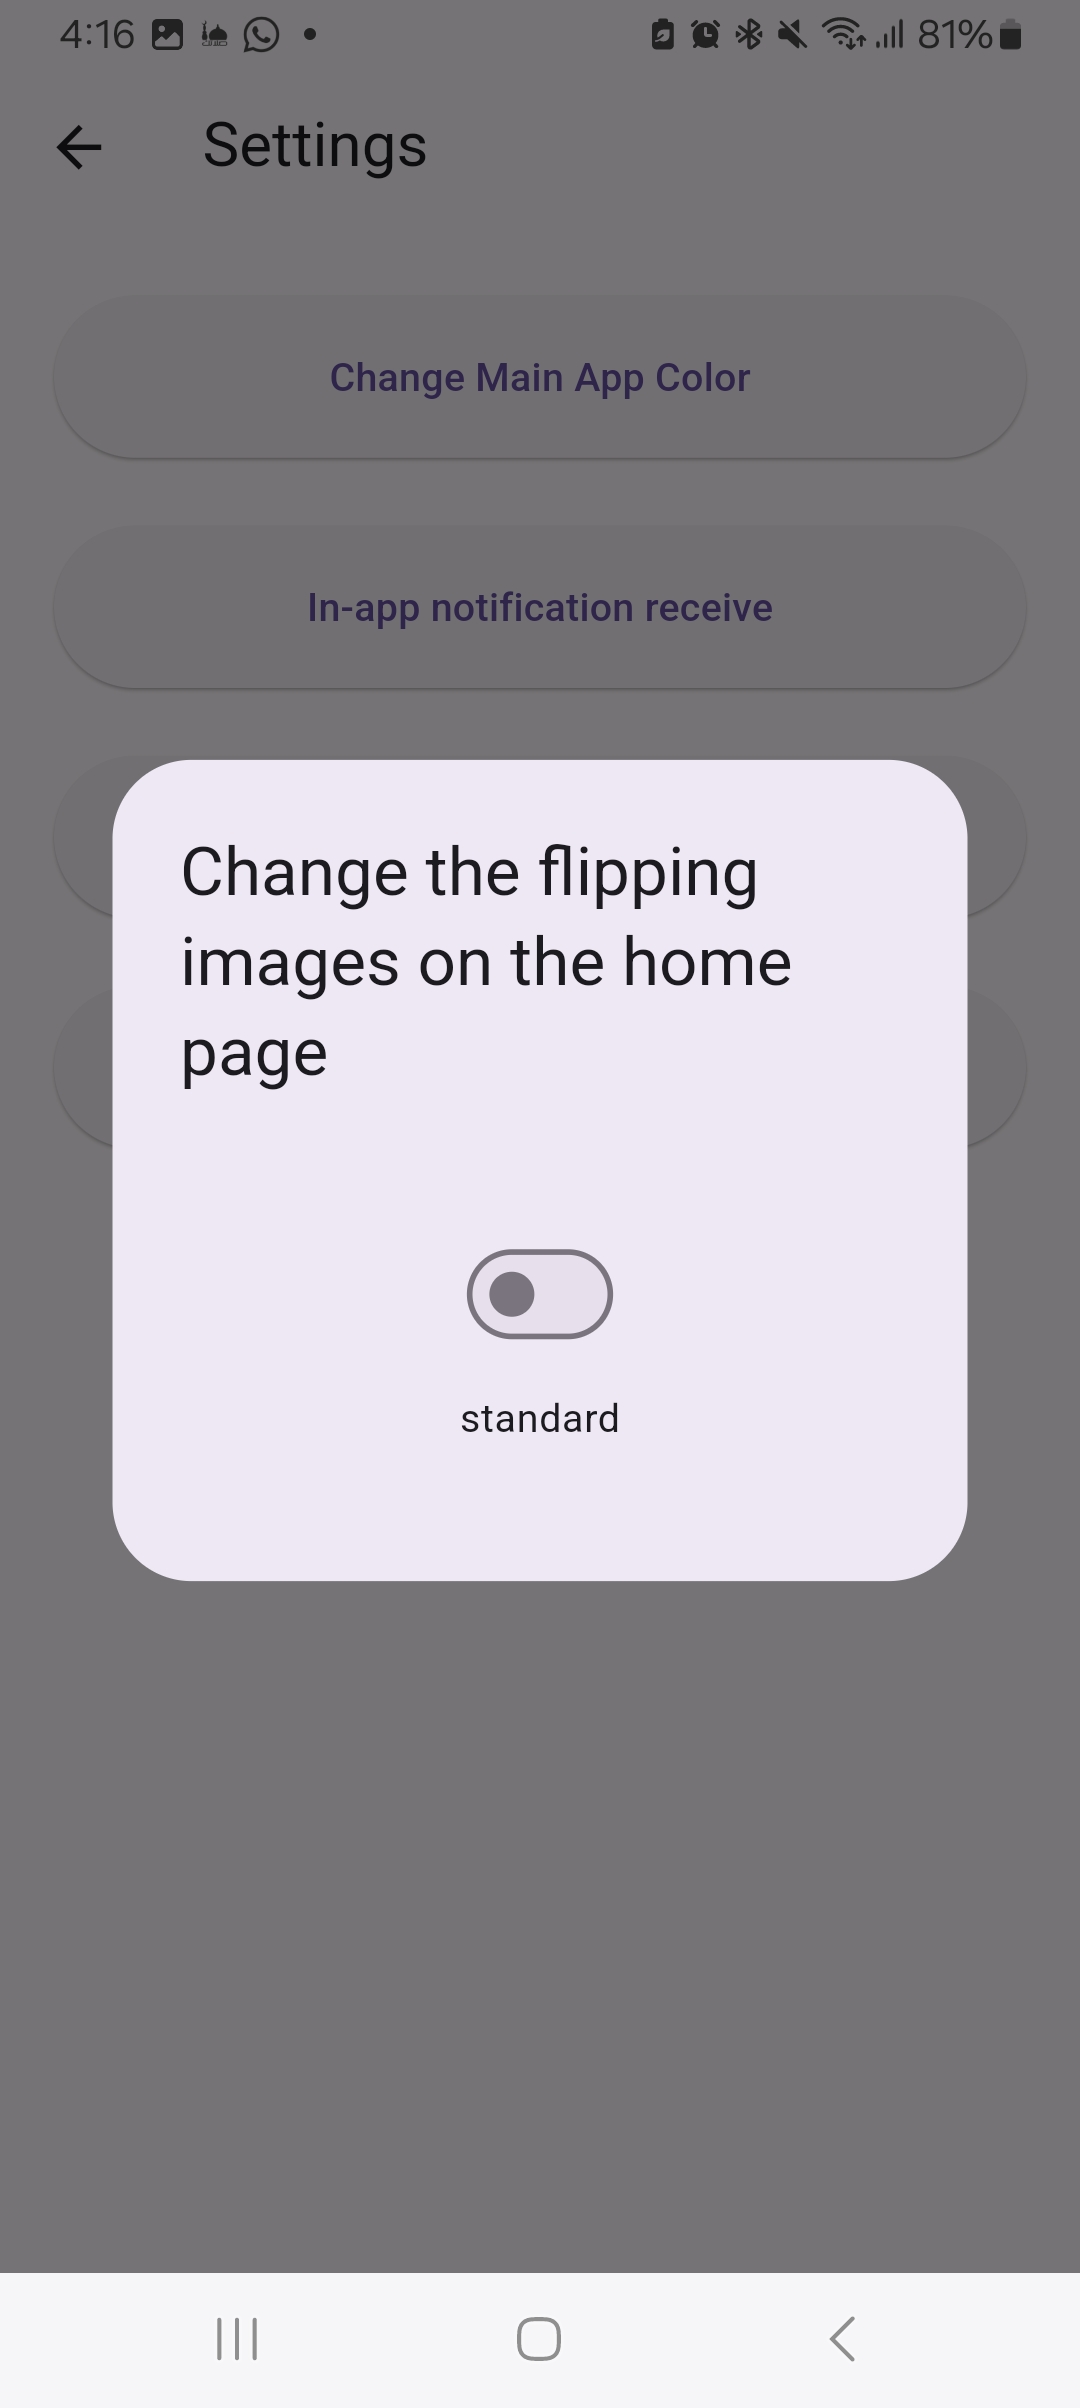 4:16
81%
Settings
Change Main App Color
In-app notification receive
Change the flipping
images on the home
page
standard